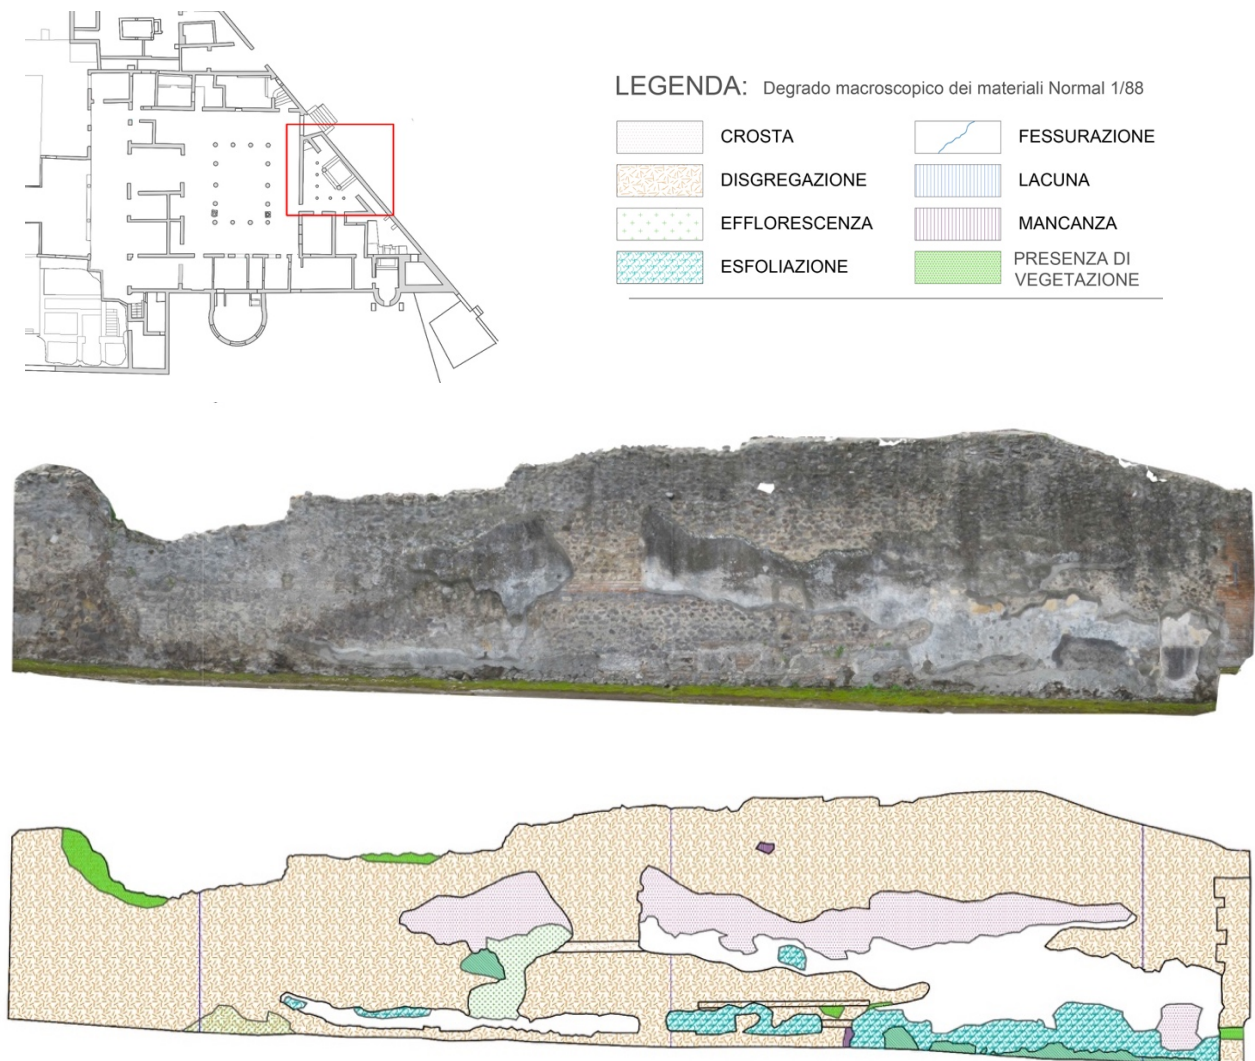 LEGENDA: Degrado macroscopico dei materiali Normal 1/88
CROSTA
DISGREGAZIONE
EFFLORESCENZA
ESFOLIAZIONE
FESSURAZIONE
LACUNA
MANCANZA
PRESENZA DI
VEGETAZIONE